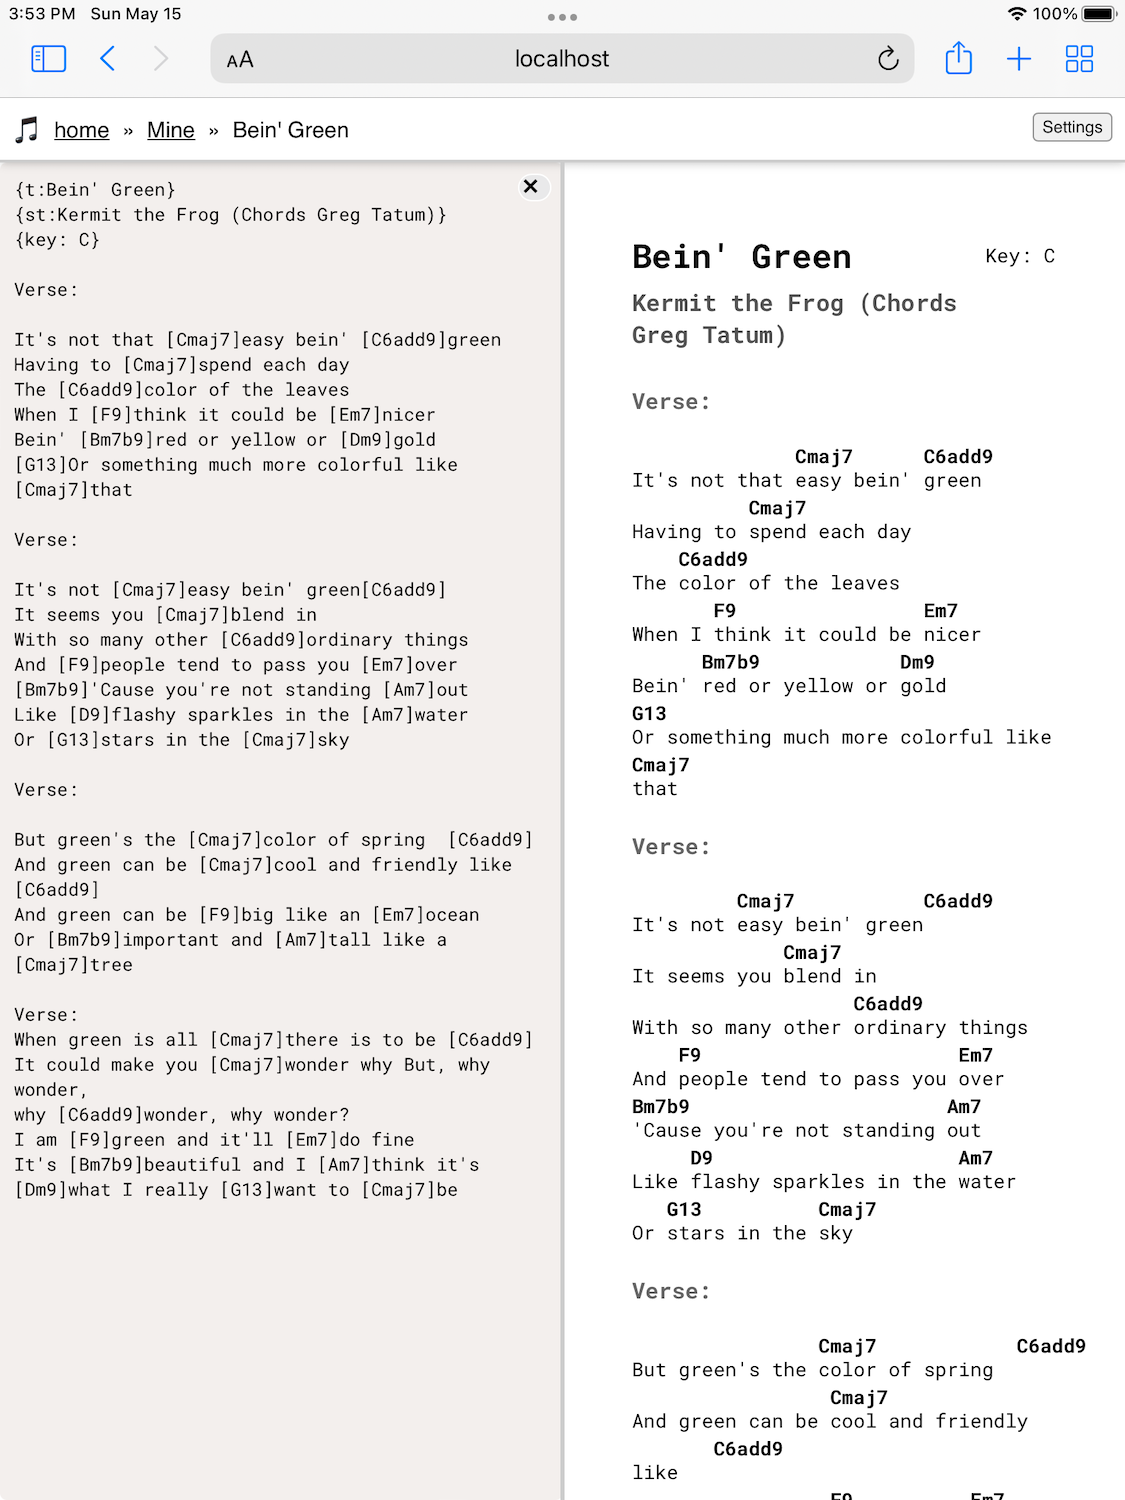 3:53 PM Sun May 15
100%
AA
localhost
home » Mine » Bein' Green
Settings
{t:Bein' Green}
{st:Kermit the Frog (Chords Greg Tatum)}
{key: C}
Verse:
It's not that [Cmaj7]easy bein' [C6add9]green
Having to [Cmaj7]spend each day
The [C6add9]color of the leaves
When I [F9]think it could be [Em7]nicer
Bein' [Bm7b9]red or yellow or [Dm9]gold
[G13]Or something much more colorful like
[Cmaj7]that
Verse:
It's not [Cmaj7]easy bein' green[C6add9]
It seems you [Cmaj7]blend in
With so many other [C6add9]ordinary things
And [F9]people tend to pass you [Em7]over
[Bm7b9]'Cause you're not standing [Am7]out
Like [D9]flashy sparkles in the [Am7]water
Or [G13]stars in the [Cmaj7]sky
Verse:
But green's the [Cmaj7]color of spring  [C6add9]
And green can be [Cmaj7]cool and friendly like
[C6add9]
And green can be [F9]big like an [Em7]ocean
Or [Bm7b9]important and [Am7]tall like a
[Cmaj7]tree
Verse:
When green is all [Cmaj7]there is to be [C6add9]
It could make you [Cmaj7]wonder why But, why
wonder,
why [C6add9]wonder, why wonder?
I am [F9]green and it'll [Em7]do fine
It's [Bm7b9]beautiful and I [Am7]think it's
[Dm9]what I really [G13]want to [Cmaj7]be
Bein' Green
Key: C
Kermit the Frog (Chords
Greg Tatum)
Verse:
Cmaj7 C6add9
It's not that easy bein' green
Cmaj7
Having to spend each day
C6add9
The color of the leaves
F9 Em7
When I think it could be nicer
Bm7b9 Dm9
Bein' red or yellow or gold
G13
Or something much more colorful like
Cmaj7
that
Verse:
Cmaj7 C6add9
It's not easy bein' green
Cmaj7
It seems you blend in
C6add9
With so many other ordinary things
F9 Em7
And people tend to pass you over
Bm7b9 Am7
'Cause you're not standing out
D9 Am7
Like flashy sparkles in the water
G13 Cmaj7
Or stars in the sky
Verse:
Cmaj7 C6add9
But green's the color of spring
Cmaj7
And green can be cool and friendly
C6add9
like
F9 Em7